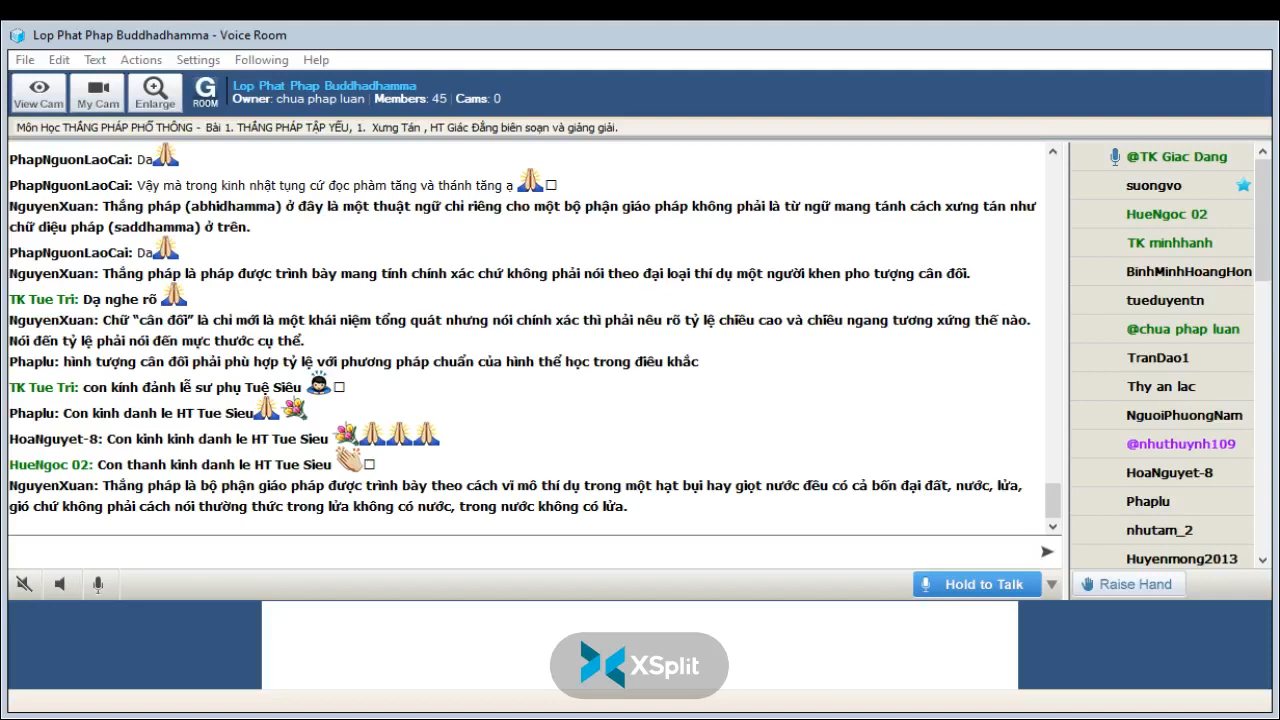 Lop Phat Phap Buddhadhamma - Voice Room
File Edit Text Actions Settings Following Help
View Cam My Cam Enlarge G ROOM
Lop Phat Phap Buddhadhamma
Owner: chua phap luan | Members: 45 | Cams: 0
Môn Học THẮNG PHÁP PHỔ THÔNG - Bài 1. THẮNG PHÁP TẬP YẾU, 1. Xưng Tán , HT Giác Đẳng biên soạn và giảng giải.
PhapNguonLaoCai: Da
PhapNguonLaoCai: Vậy mà trong kinh nhật tụng cứ đọc phàm tăng và thánh tăng ạ
NguyenXuan: Thắng pháp (abhidhamma) ở đây là một thuật ngữ chỉ riêng cho một bộ phận giáo pháp không phải là từ ngữ mang tánh cách xưng tán như
chữ diệu pháp (saddhamma) ở trên.
PhapNguonLaoCai: Da
NguyenXuan: Thắng pháp là pháp được trình bày mang tính chính xác chứ không phải nói theo đại loại thí dụ một người khen pho tượng cân đối.
TK Tue Tri: Dạ nghe rõ
NguyenXuan: Chữ “cân đối” là chỉ mới là một khái niệm tổng quát nhưng nói chính xác thì phải nêu rõ tỷ lệ chiều cao và chiều ngang tương xứng thế nào.
Nói đến tỷ lệ phải nói đến mực thước cụ thể.
Phaplu: hình tượng cân đối phải phù hợp tỷ lệ với phương pháp chuẩn của hình thể học trong điêu khắc
TK Tue Tri: con kính đảnh lễ sư phụ Tuệ Siêu
Phaplu: Con kinh danh le HT Tue Sieu
HoaNguyet-8: Con kinh kinh danh le HT Tue Sieu
HueNgoc 02: Con thanh kinh danh le HT Tue Sieu
NguyenXuan: Thắng pháp là bộ phận giáo pháp được trình bày theo cách vĩ mô thí dụ trong một hạt bụi hay giọt nước đều có cả bốn đại đất, nước, lửa,
gió chứ không phải cách nói thường thức trong lửa không có nước, trong nước không có lửa.
@TK Giac Dang
suongvo
HueNgoc 02
TK minhhanh
BinhMinhHoangHon
tueduyentn
@chua phap luan
TranDao1
Thy an lac
NguoiPhuongNam
@nhuthuynh109
HoaNguyet-8
Phaplu
nhutam_2
Huyenmong2013
Hold to Talk
Raise Hand
XSplit